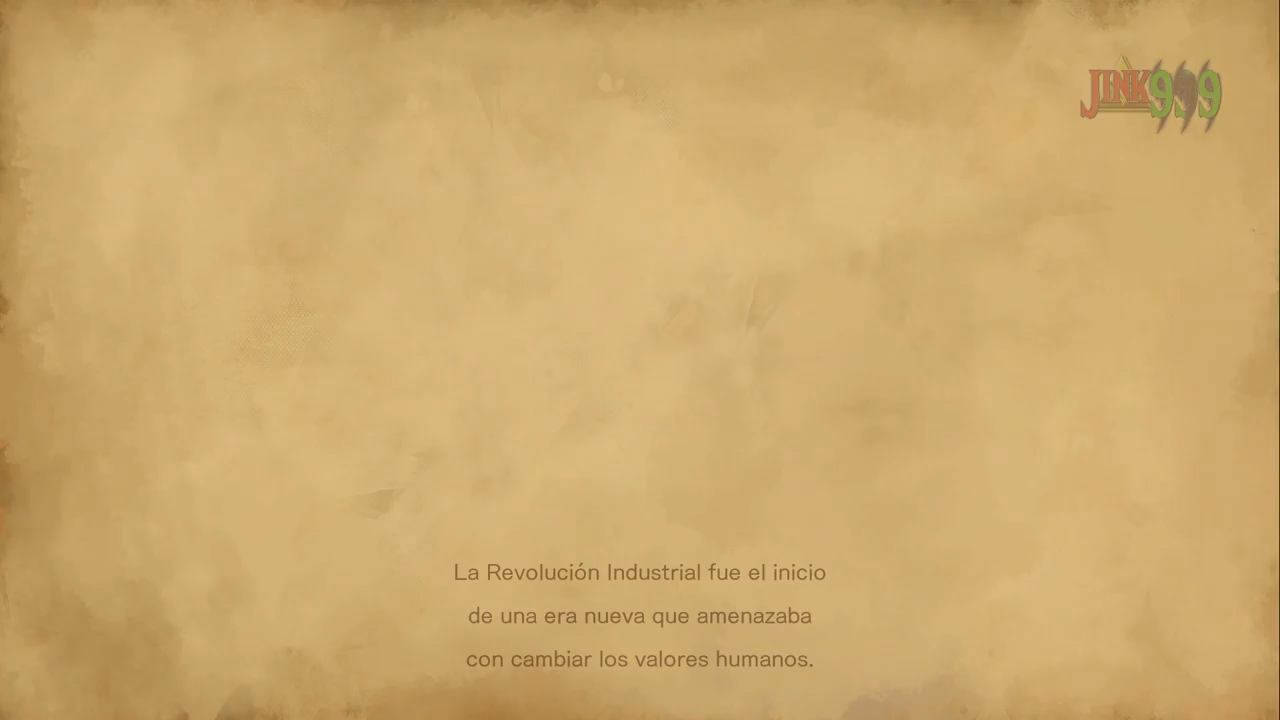 JINK999
La Revolución Industrial fue el inicio
de una era nueva que amenazaba
con cambiar los valores humanos.